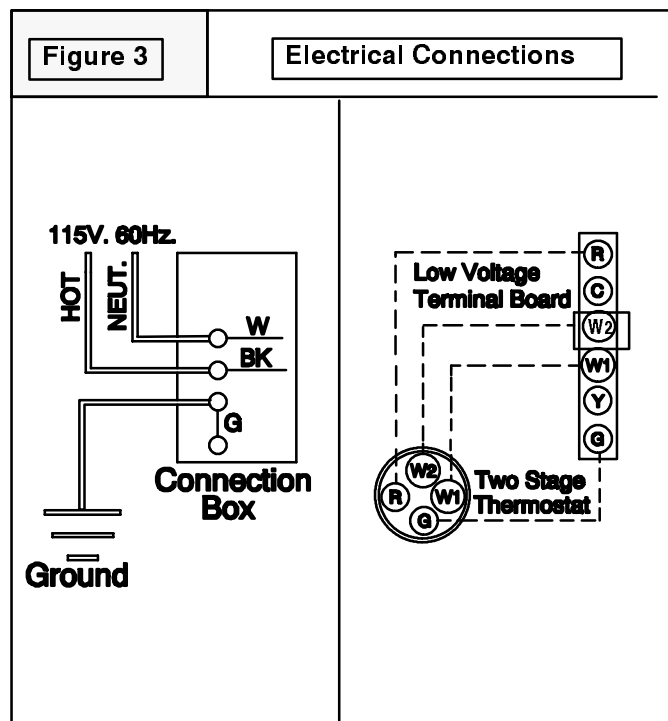 Figure 3
Electrical Connections
115V. 60Hz.
HOT
NEUT.
W
BK
G
Connection
Box
Ground
Low Voltage
Terminal Board
R
C
W2
W1
Y
G
W2
R
W1
G
Two Stage
Thermostat